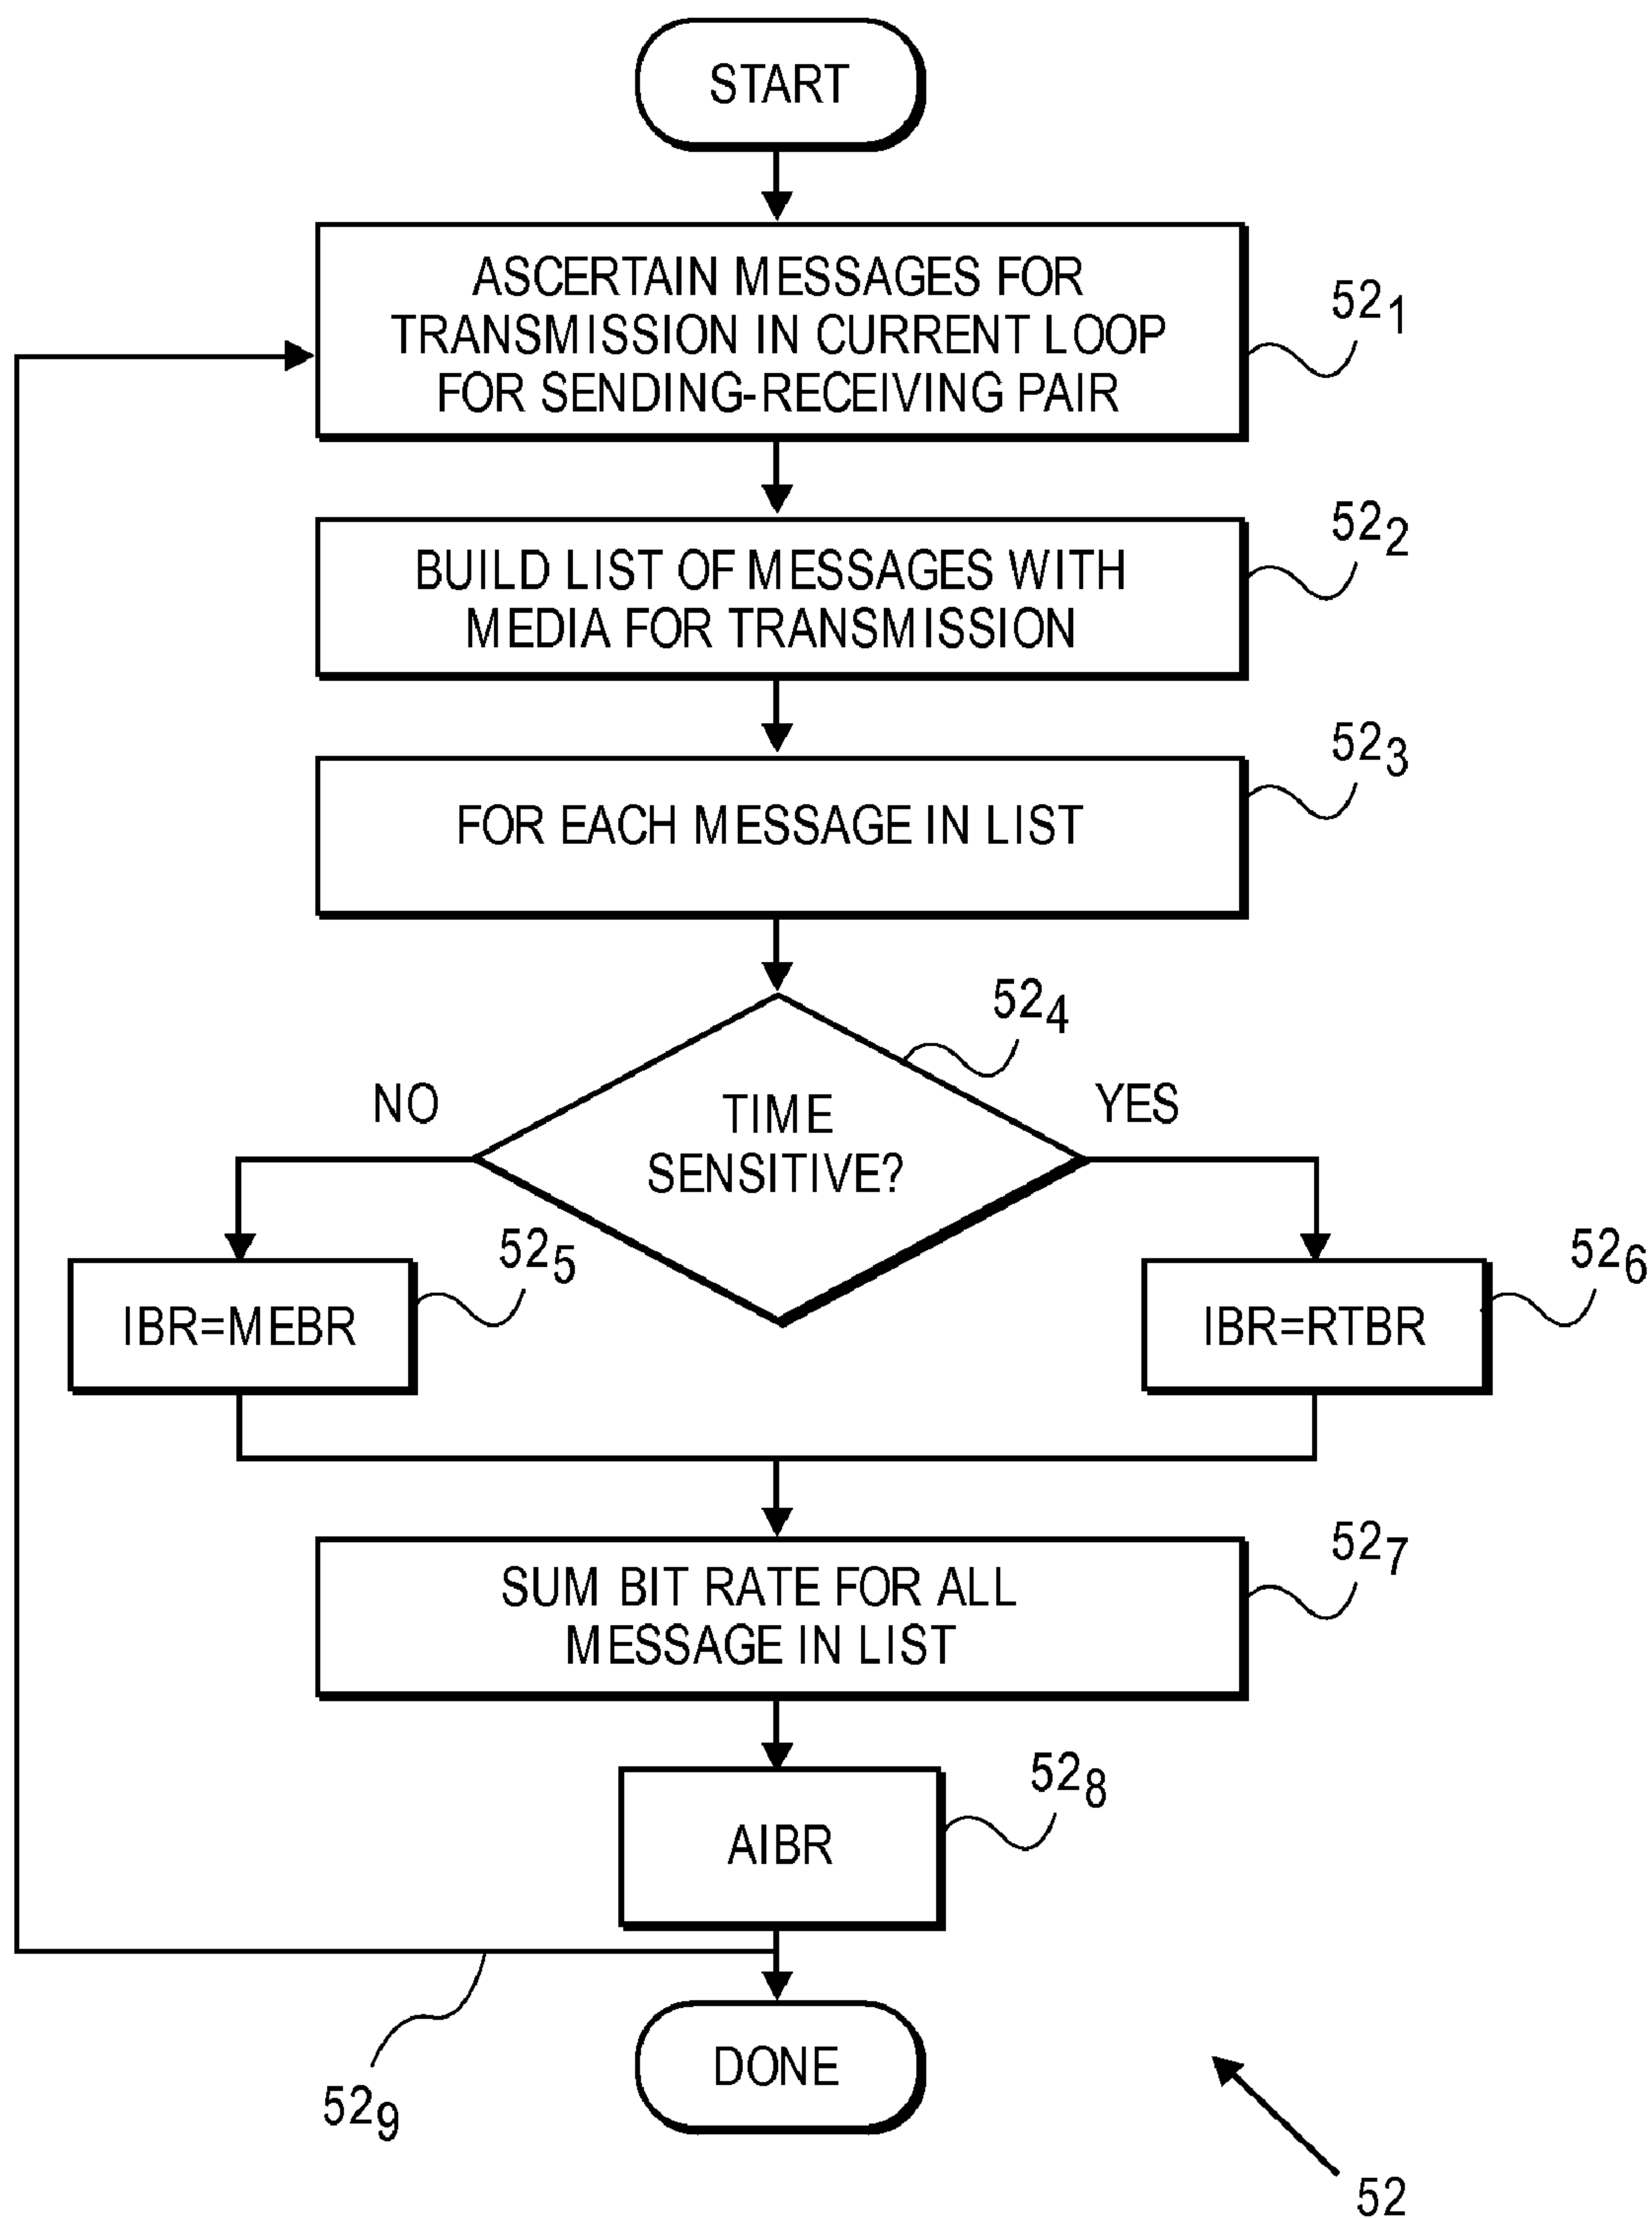 START
ASCERTAIN MESSAGES FOR
TRANSMISSION IN CURRENT LOOP
FOR SENDING-RECEIVING PAIR
52₁
BUILD LIST OF MESSAGES WITH
MEDIA FOR TRANSMISSION
52₂
FOR EACH MESSAGE IN LIST
52₃
TIME
SENSITIVE?
52₄
NO
YES
IBR=MEBR
52₅
IBR=RTBR
52₆
SUM BIT RATE FOR ALL
MESSAGE IN LIST
52₇
AIBR
52₈
DONE
52₉
52